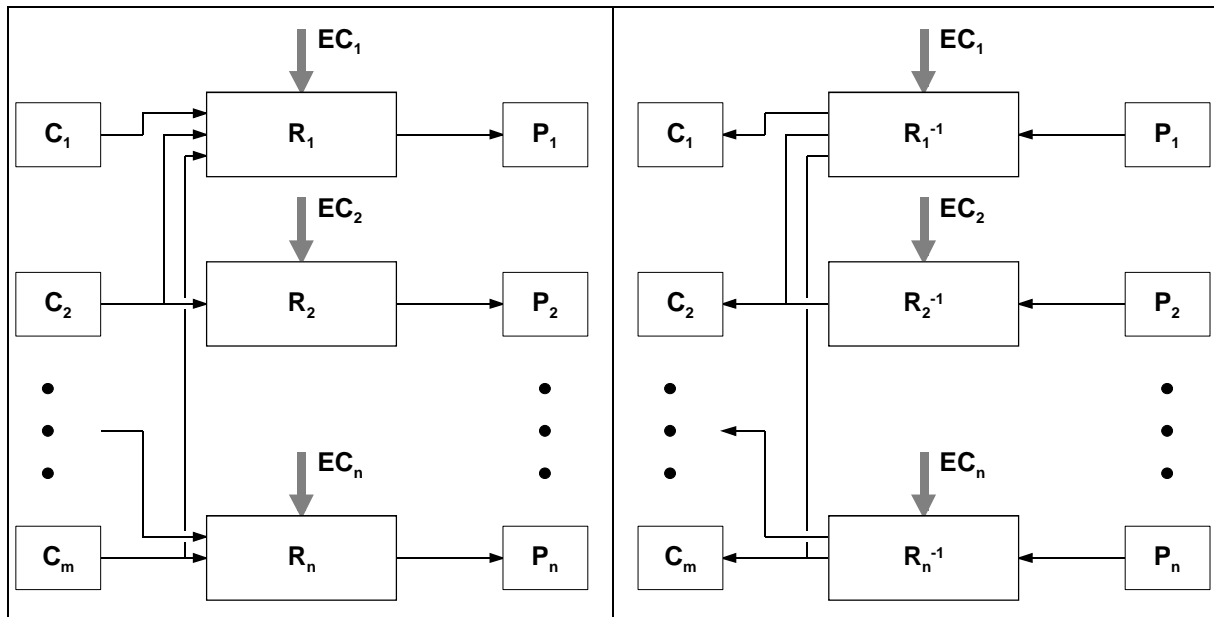 EC₁
C₁ R₁ P₁
EC₂
C₂ R₂ P₂
ECₙ
Cₘ Rₙ Pₙ
EC₁
C₁ R₁⁻¹ P₁
EC₂
C₂ R₂⁻¹ P₂
ECₙ
Cₘ Rₙ⁻¹ Pₙ